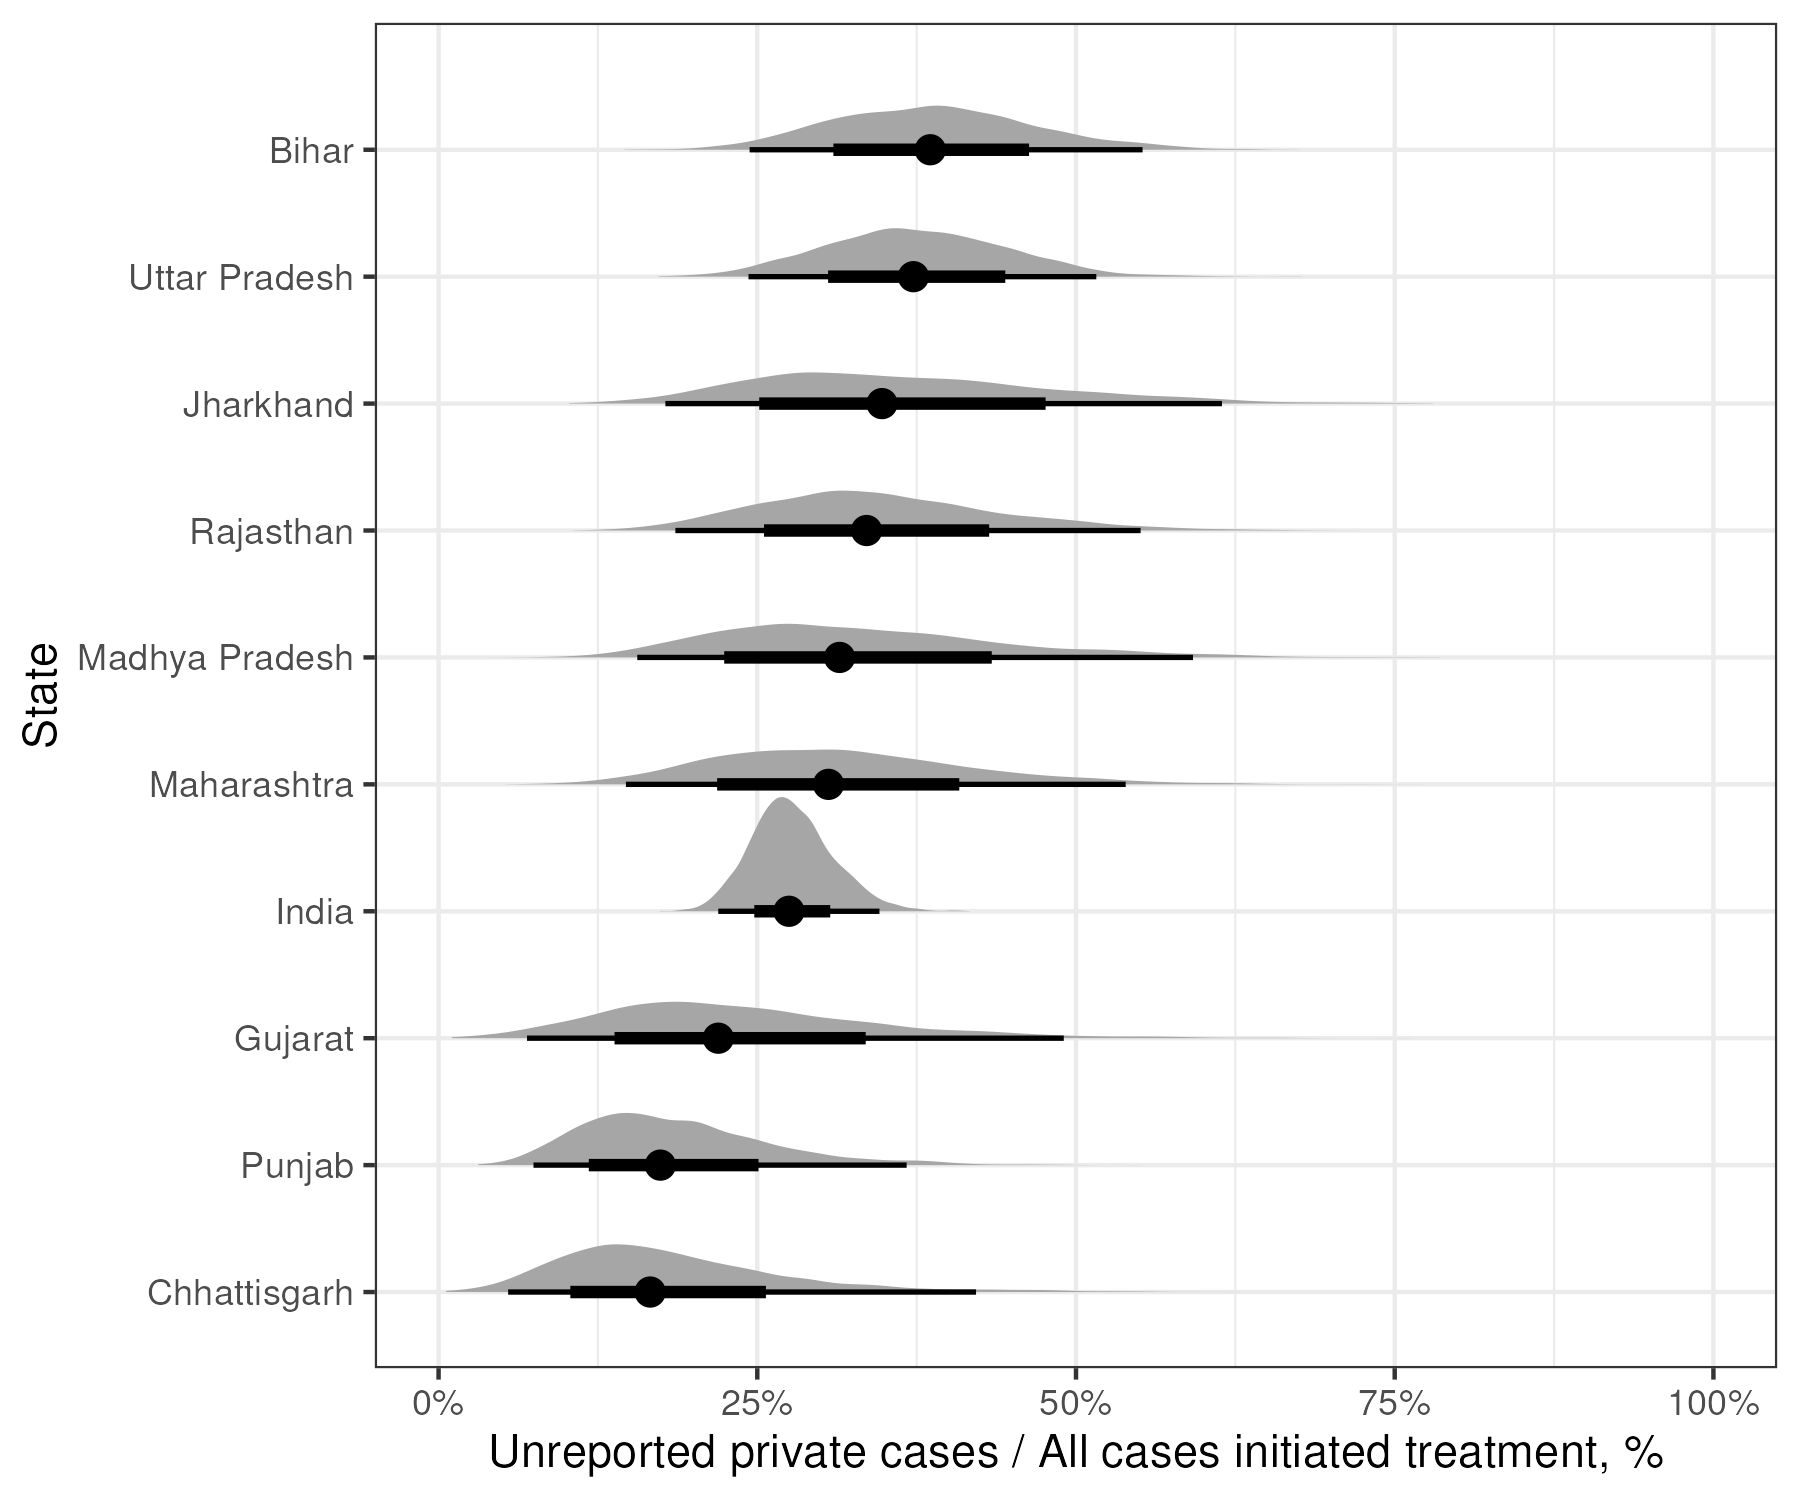 Bihar
Uttar Pradesh
Jharkhand
Rajasthan
Madhya Pradesh
Maharashtra
India
Gujarat
Punjab
Chhattisgarh
State
0% 25% 50% 75% 100%
Unreported private cases / All cases initiated treatment, %